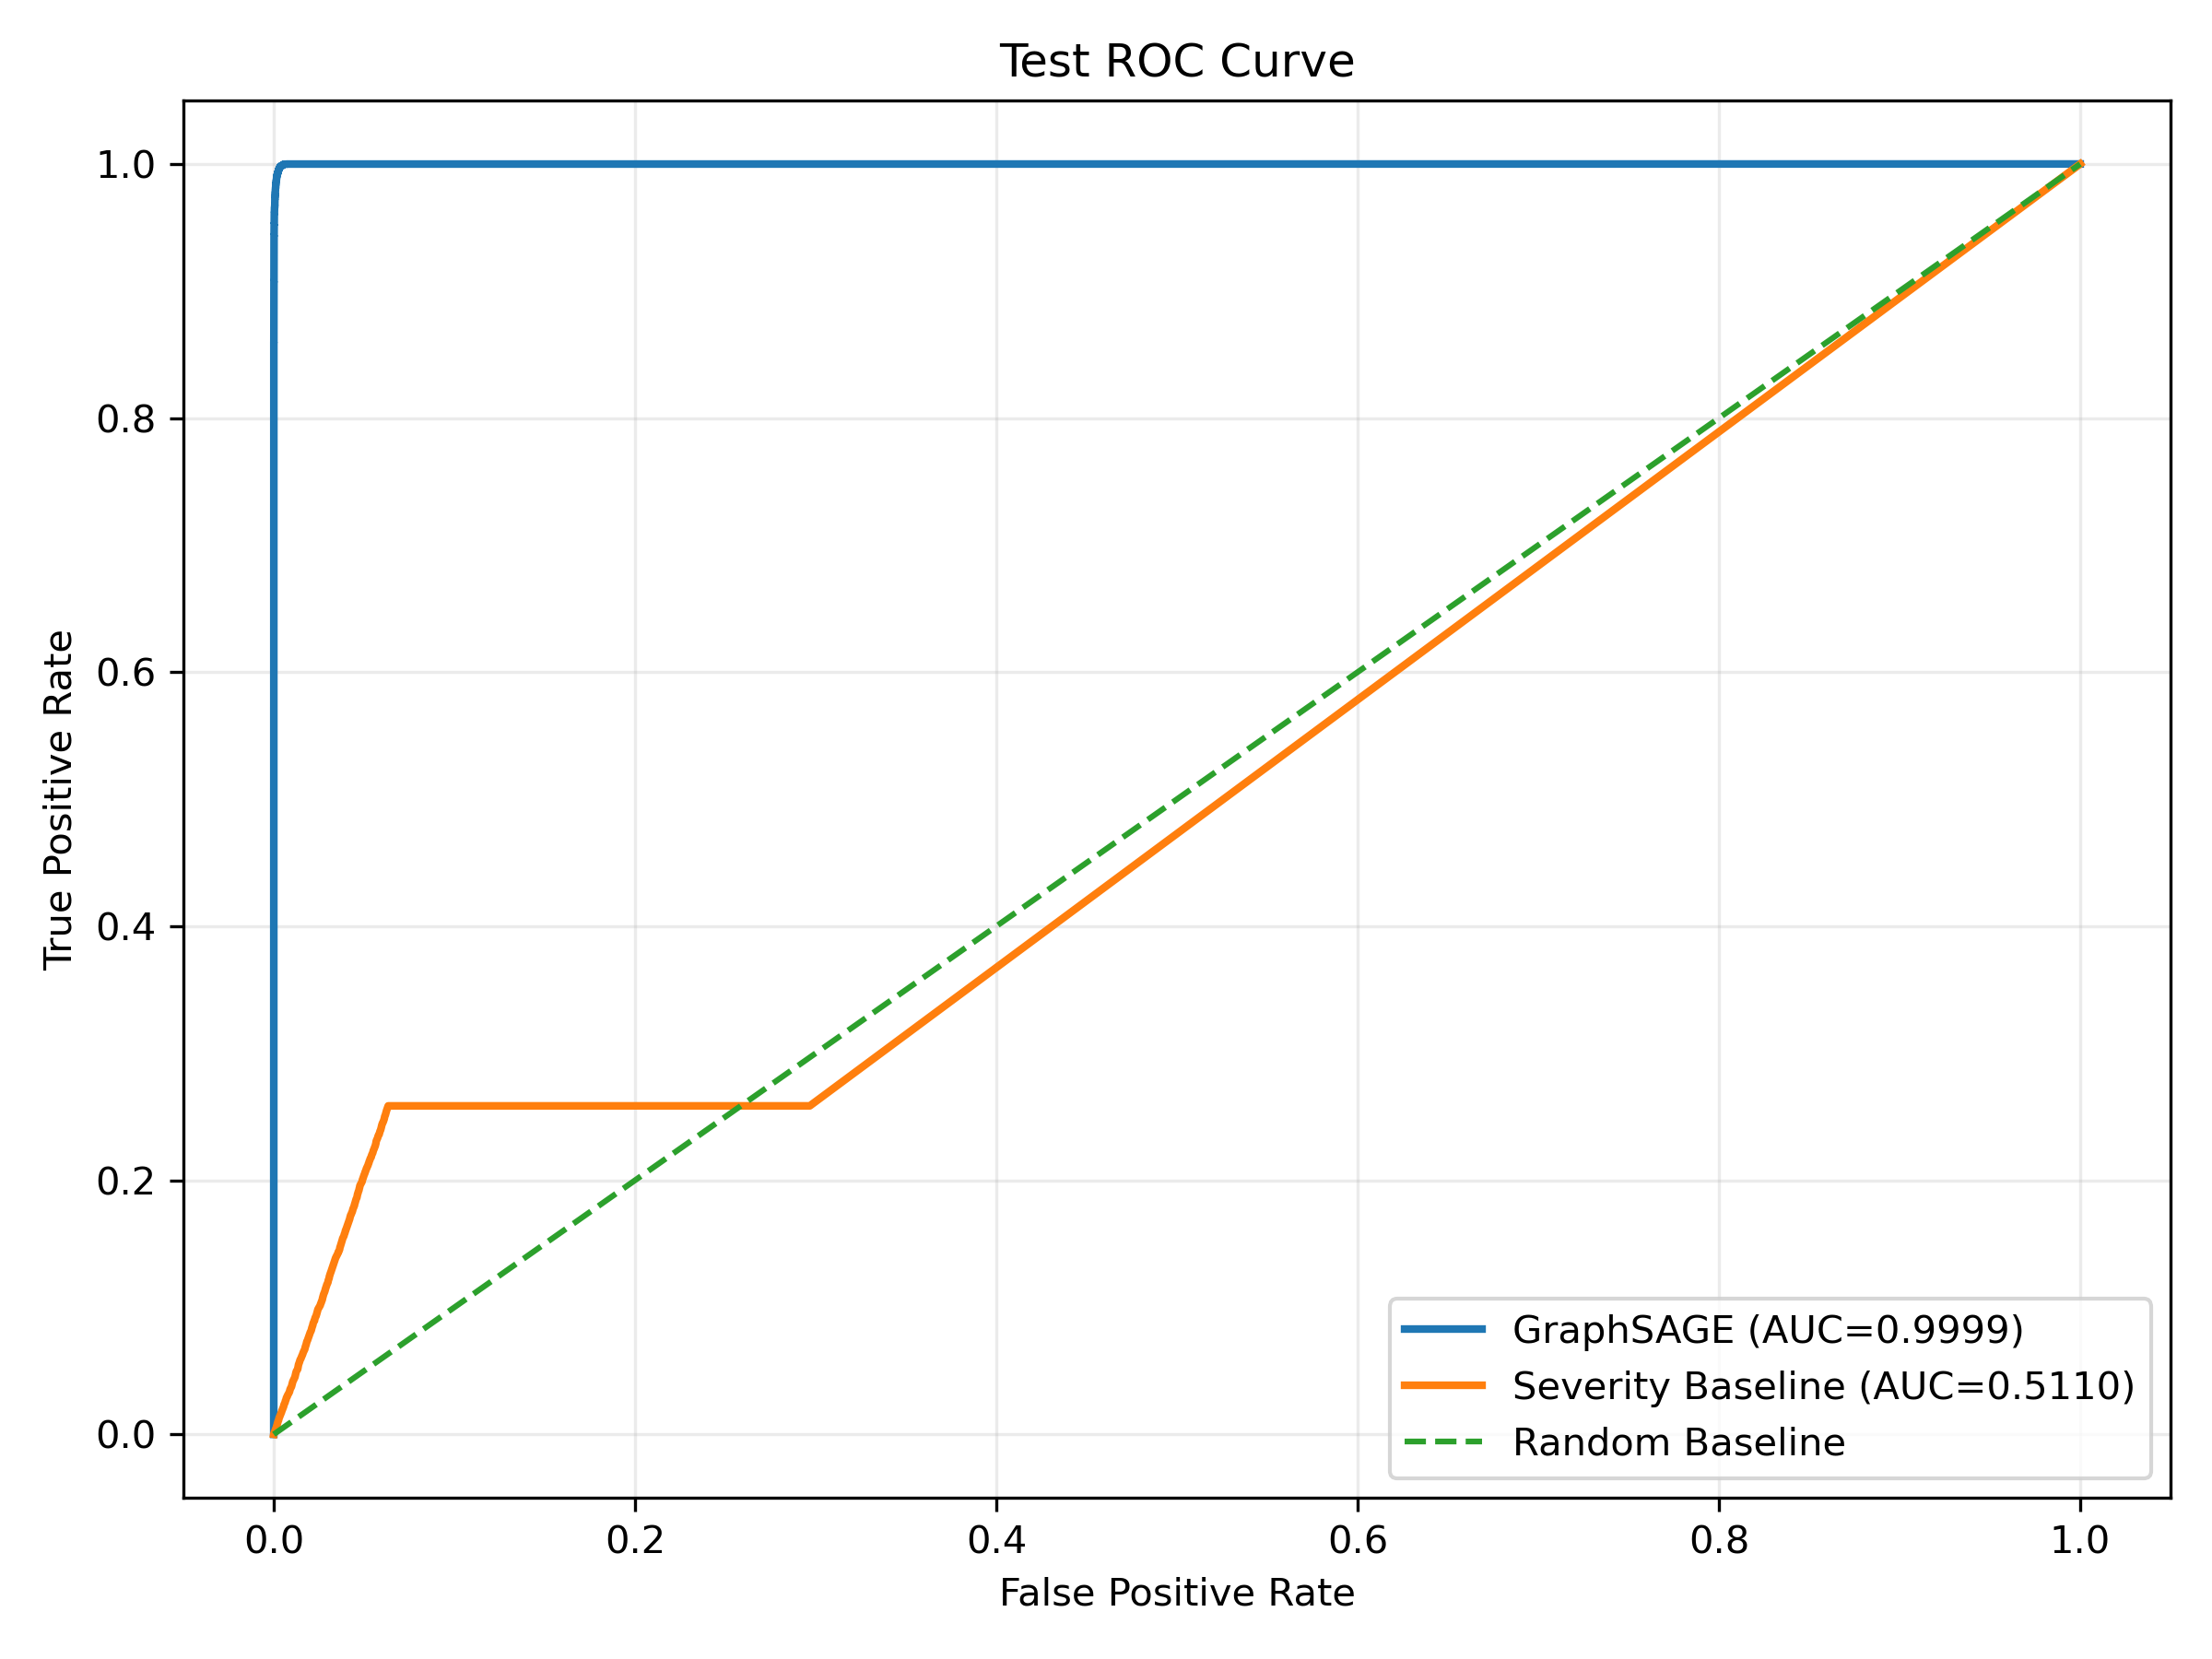 Test ROC Curve
True Positive Rate
1.0
0.8
0.6
0.4
0.2
0.0
GraphSAGE (AUC=0.9999)
Severity Baseline (AUC=0.5110)
Random Baseline
0.0 0.2 0.4 0.6 0.8 1.0
False Positive Rate